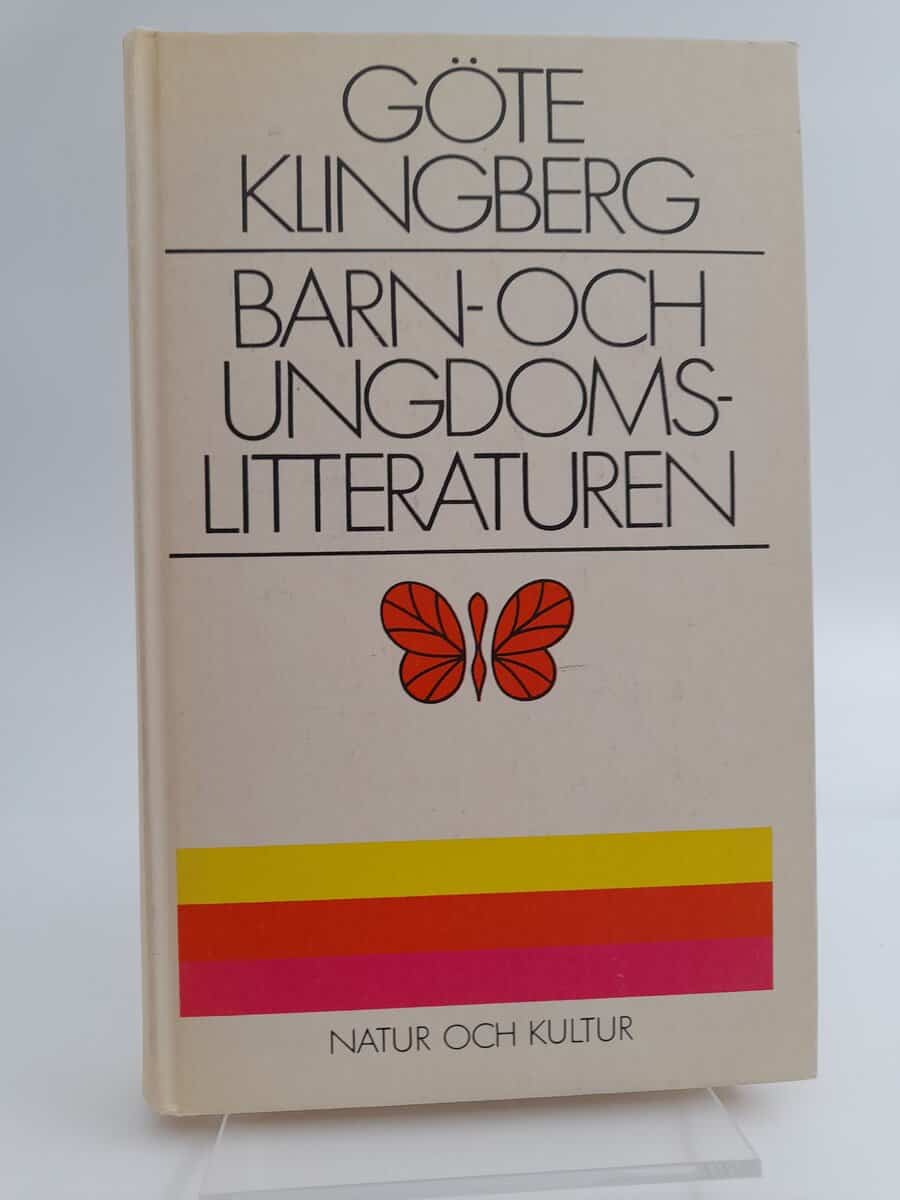 GÖTE
KLINGBERG
BARN- OCH
UNGDOMS-
LITTERATUREN
NATUR OCH KULTUR